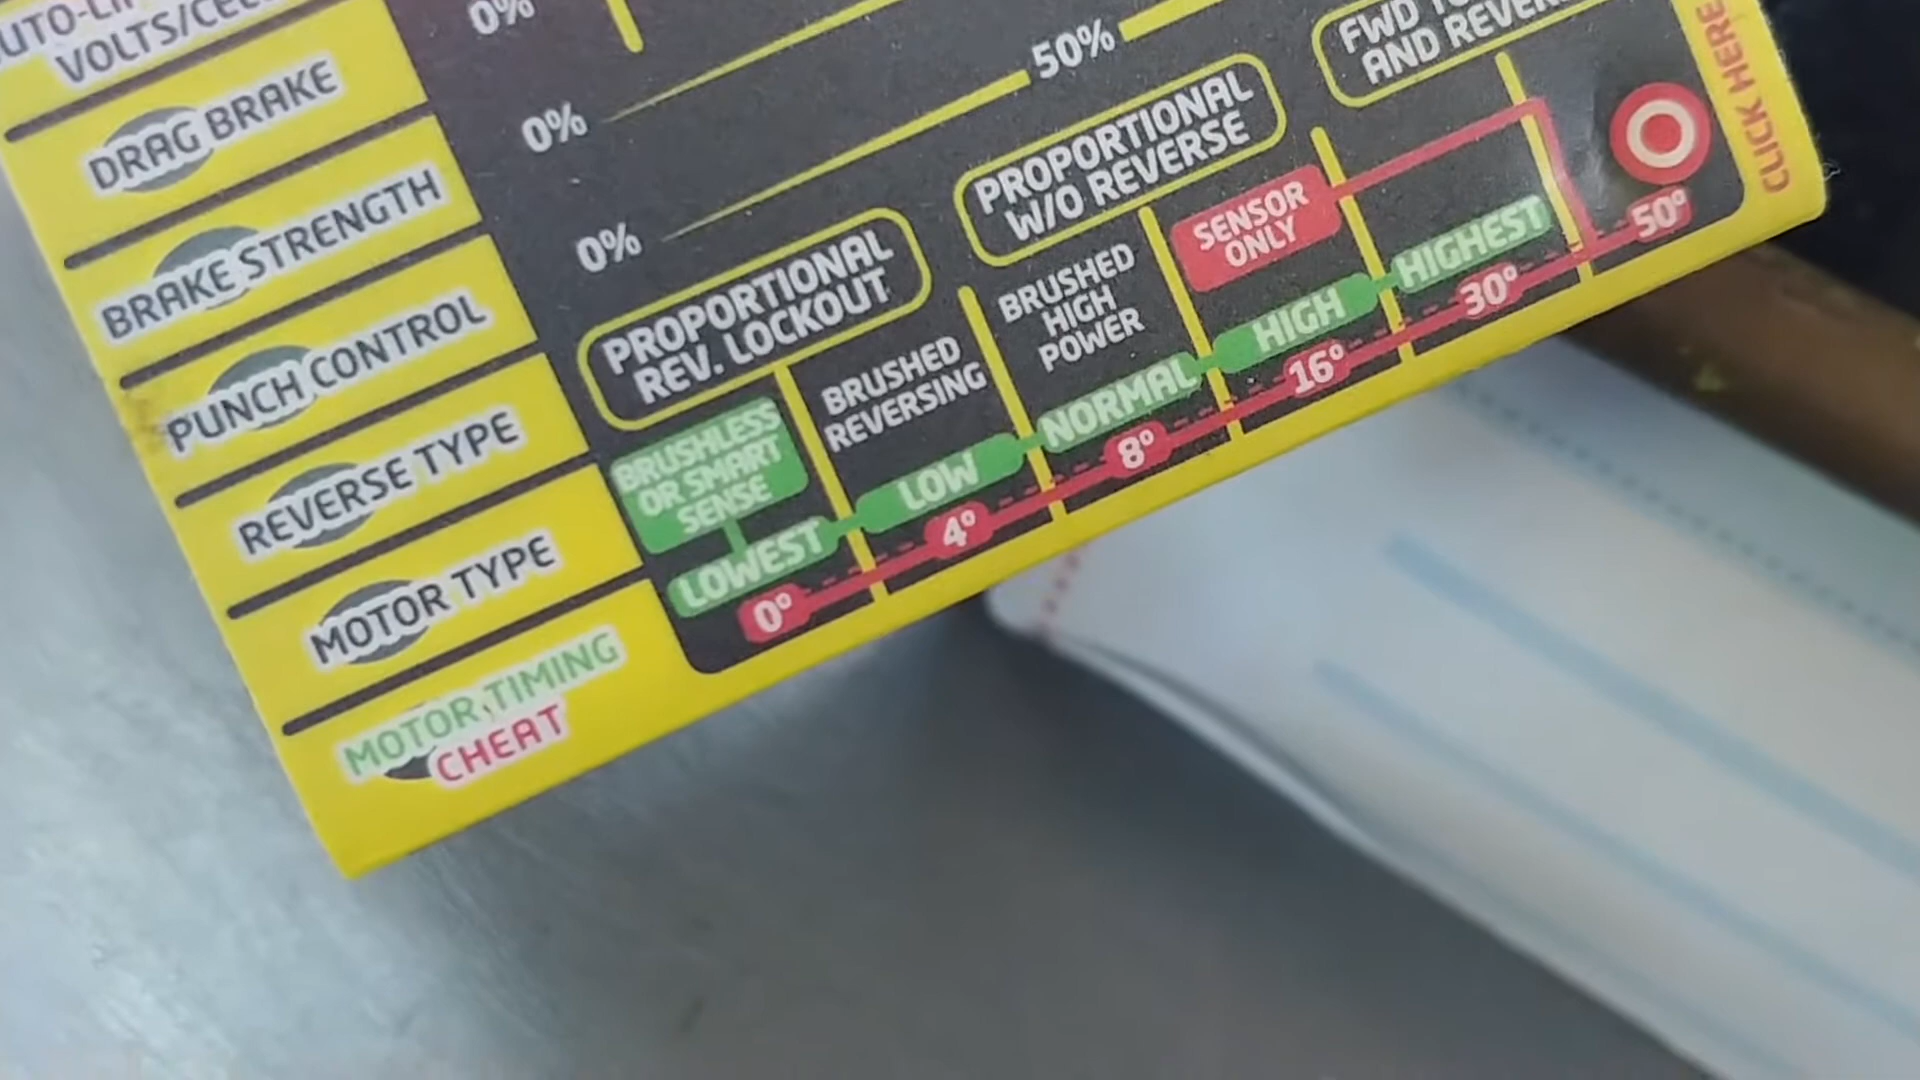 VOLTS/CELL
DRAG BRAKE
BRAKE STRENGTH
PUNCH CONTROL
REVERSE TYPE
MOTOR TYPE
MOTOR TIMING
CHEAT
0%
0%
50%
0%
PROPORTIONAL
REV. LOCKOUT
PROPORTIONAL
W/O REVERSE
FWD
AND
BRUSHLESS
OR SMART
SENSE
BRUSHED
REVERSING
BRUSHED
HIGH
POWER
SENSOR
ONLY
LOWEST
LOW
NORMAL
HIGH
HIGHEST
0°
4°
8°
16°
30°
50°
CLICK HERE